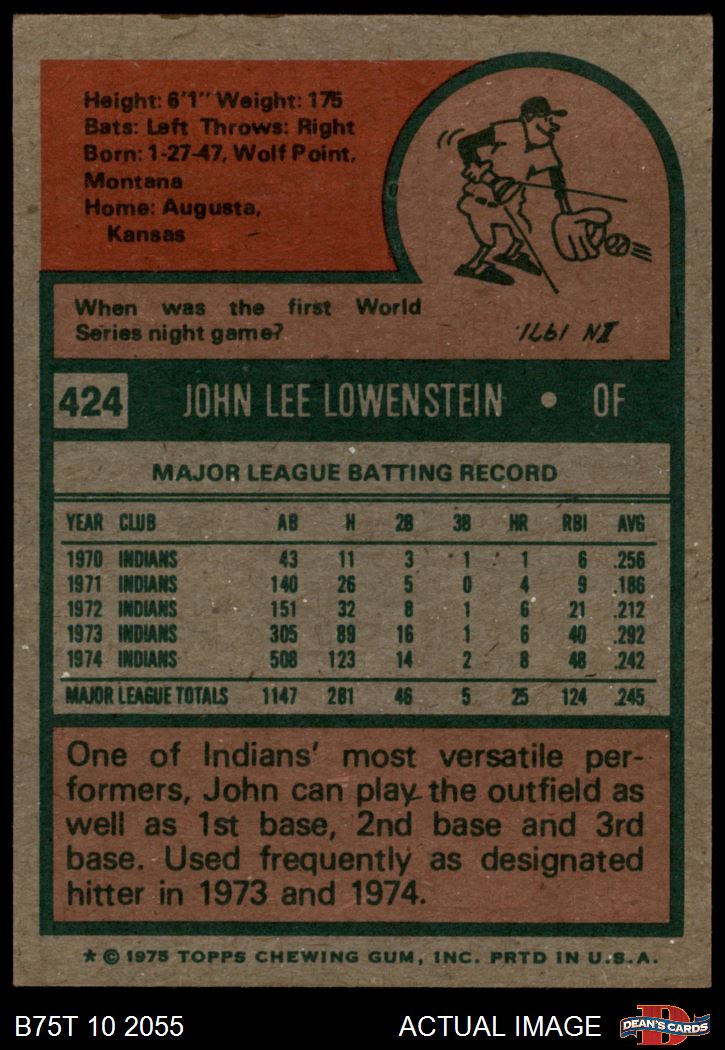 Height: 6'1" Weight: 175
Bats: Left Throws: Right
Born: 1-27-47, Wolf Point,
Montana
Home: Augusta,
Kansas
When was the first World
Series night game?
IN 1971.
424 JOHN LEE LOWENSTEIN • OF
MAJOR LEAGUE BATTING RECORD
YEAR CLUB AB H 2B 3B HR RBI AVG
1970 INDIANS 43 11 3 1 1 6 .256
1971 INDIANS 140 26 5 0 4 9 .186
1972 INDIANS 151 32 8 1 6 21 .212
1973 INDIANS 305 89 16 1 6 40 .292
1974 INDIANS 508 123 14 2 8 48 .242
MAJOR LEAGUE TOTALS 1147 281 46 5 25 124 .245
One of Indians' most versatile per-
formers, John can play the outfield as
well as 1st base, 2nd base and 3rd
base. Used frequently as designated
hitter in 1973 and 1974.
* © 1975 TOPPS CHEWING GUM, INC. PRTD IN U.S.A.
B75T 10 2055 ACTUAL IMAGE
D
DEAN'S CARDS